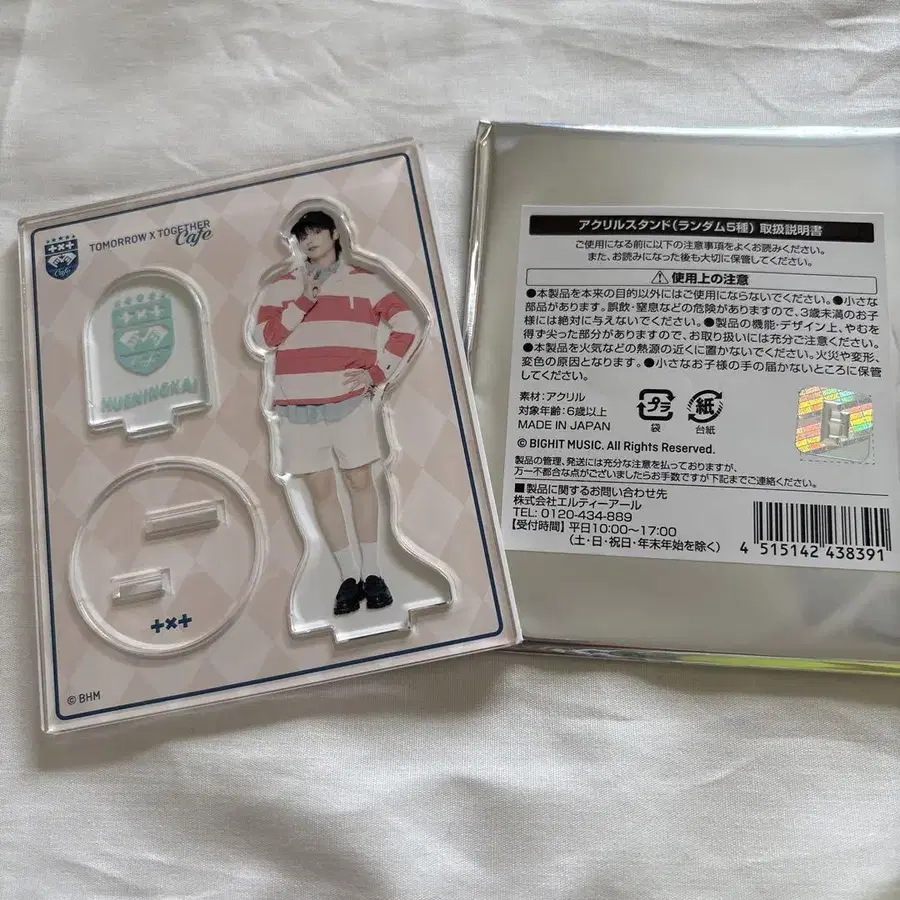 TOMORROW X TOGETHER
Cafe
+×+
Cafe
HUENINGKAI
+×+
© BHM
アクリルスタンド(ランダム5種) 取扱説明書
ご使用になる前に以下の注意事項をよくお読みください。
また、お読みになった後も大切に保管してください。
⚠使用上の注意
●本製品を本来の目的以外にはご使用にならないでください。●小さな
部品があります。誤飲・窒息などの危険がありますので、3歳未満のお子
様には絶対に与えないでください。●製品の機能・デザイン上、やむを
得ず尖った部分がありますので、お取り扱いには充分ご注意ください。
●本製品を火気などの熱源の近くに置かないでください。火災や変形、
変色の原因となります。●小さなお子様の手の届かないところに保管
してください。
素材:アクリル
対象年齢:6歳以上
MADE IN JAPAN
プラ
袋
紙
台紙
© BIGHIT MUSIC. All Rights Reserved.
製品の管理、発送には充分な注意を払っておりますが、
万一不都合な点がございましたらお手数ですが下記までご連絡ください。
■製品に関するお問い合わせ先
株式会社エルティーアール
TEL: 0120-434-889
【受付時間】平日10:00〜17:00
(土・日・祝日・年末年始を除く)
4 515142 438391